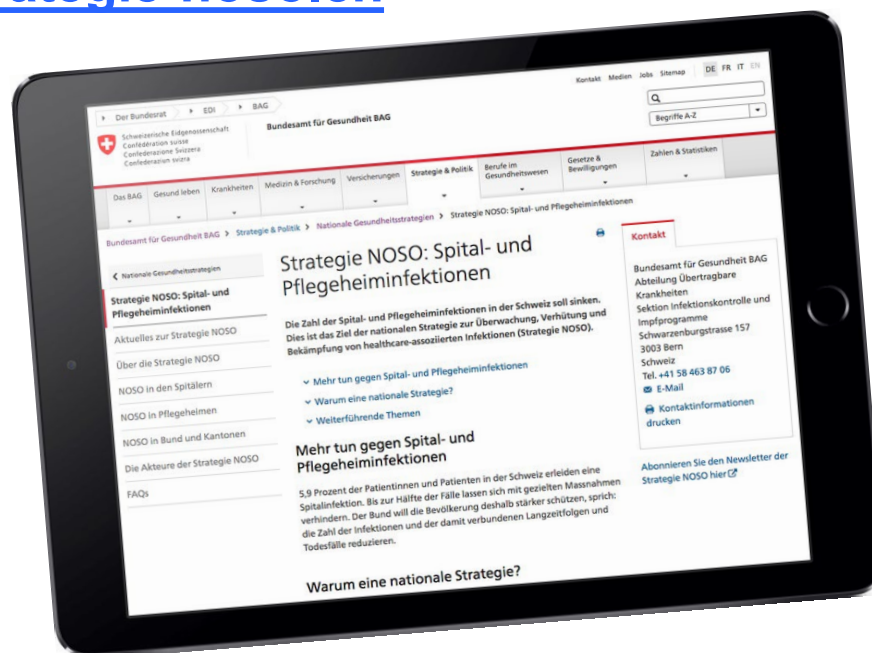 Der Bundesrat EDI BAG
Kontakt Medien Jobs Sitemap DE FR IT EN
Schweizerische Eidgenossenschaft
Confédération suisse
Confederazione Svizzera
Confederaziun svizra
Bundesamt für Gesundheit BAG
Begriffe A-Z
Das BAG Gesund leben Krankheiten Medizin & Forschung Versicherungen Strategie & Politik Berufe im Gesundheitswesen Gesetze & Bewilligungen Zahlen & Statistiken
Bundesamt für Gesundheit BAG > Strategie & Politik > Nationale Gesundheitsstrategien > Strategie NOSO: Spital- und Pflegeheiminfektionen
Nationale Gesundheitsstrategien
Strategie NOSO: Spital- und
Pflegeheiminfektionen
Aktuelles zur Strategie NOSO
Über die Strategie NOSO
NOSO in den Spitälern
NOSO in Pflegeheimen
NOSO in Bund und Kantonen
Die Akteure der Strategie NOSO
FAQs
Strategie NOSO: Spital- und
Pflegeheiminfektionen
Die Zahl der Spital- und Pflegeheiminfektionen in der Schweiz soll sinken.
Dies ist das Ziel der nationalen Strategie zur Überwachung, Verhütung und
Bekämpfung von healthcare-assoziierten Infektionen (Strategie NOSO).
Mehr tun gegen Spital- und Pflegeheiminfektionen
Warum eine nationale Strategie?
Weiterführende Themen
Mehr tun gegen Spital- und
Pflegeheiminfektionen
5,9 Prozent der Patientinnen und Patienten in der Schweiz erleiden eine
Spitalinfektion. Bis zur Hälfte der Fälle lassen sich mit gezielten Massnahmen
verhindern. Der Bund will die Bevölkerung deshalb stärker schützen, sprich:
die Zahl der Infektionen und der damit verbundenen Langzeitfolgen und
Todesfälle reduzieren.
Warum eine nationale Strategie?
Kontakt
Bundesamt für Gesundheit BAG
Abteilung Übertragbare
Krankheiten
Sektion Infektionskontrolle und
Impfprogramme
Schwarzenburgstrasse 157
3003 Bern
Schweiz
Tel. +41 58 463 87 06
E-Mail
Kontaktinformationen
drucken
Abonnieren Sie den Newsletter der
Strategie NOSO hier